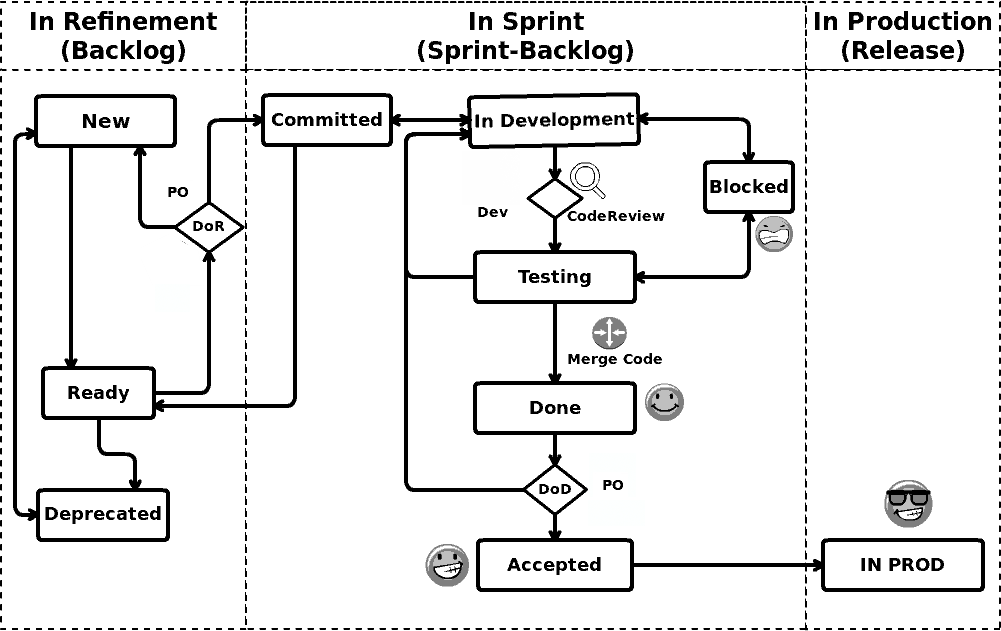 In Refinement
(Backlog)
In Sprint
(Sprint-Backlog)
In Production
(Release)
New
Committed
In Development
PO
Blocked
DoR
Dev
CodeReview
Testing
Merge Code
Ready
Done
DoD
PO
Deprecated
Accepted
IN PROD